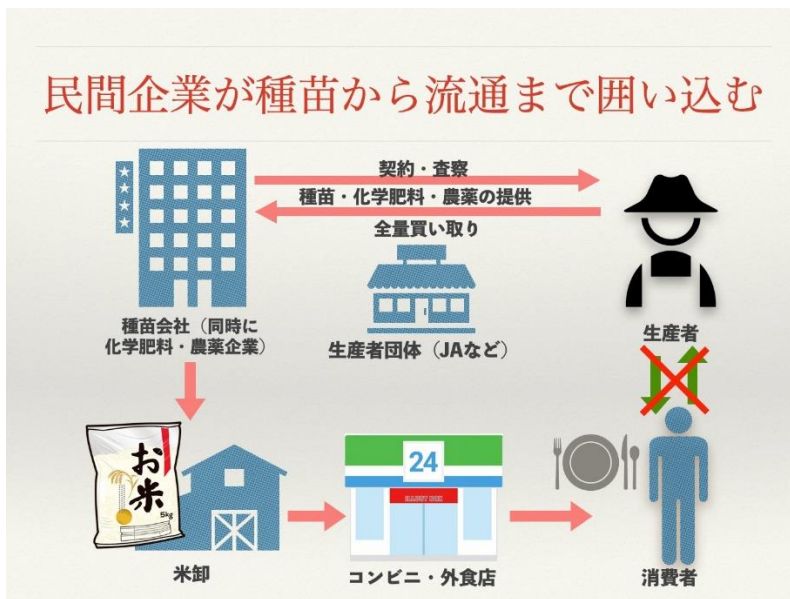 民間企業が種苗から流通まで囲い込む
契約・査察
種苗・化学肥料・農薬の提供
全量買い取り
種苗会社（同時に
化学肥料・農薬企業）
生産者団体（JAなど）
生産者
お米
5kg
24
ILLUST BOX
米卸
コンビニ・外食店
消費者